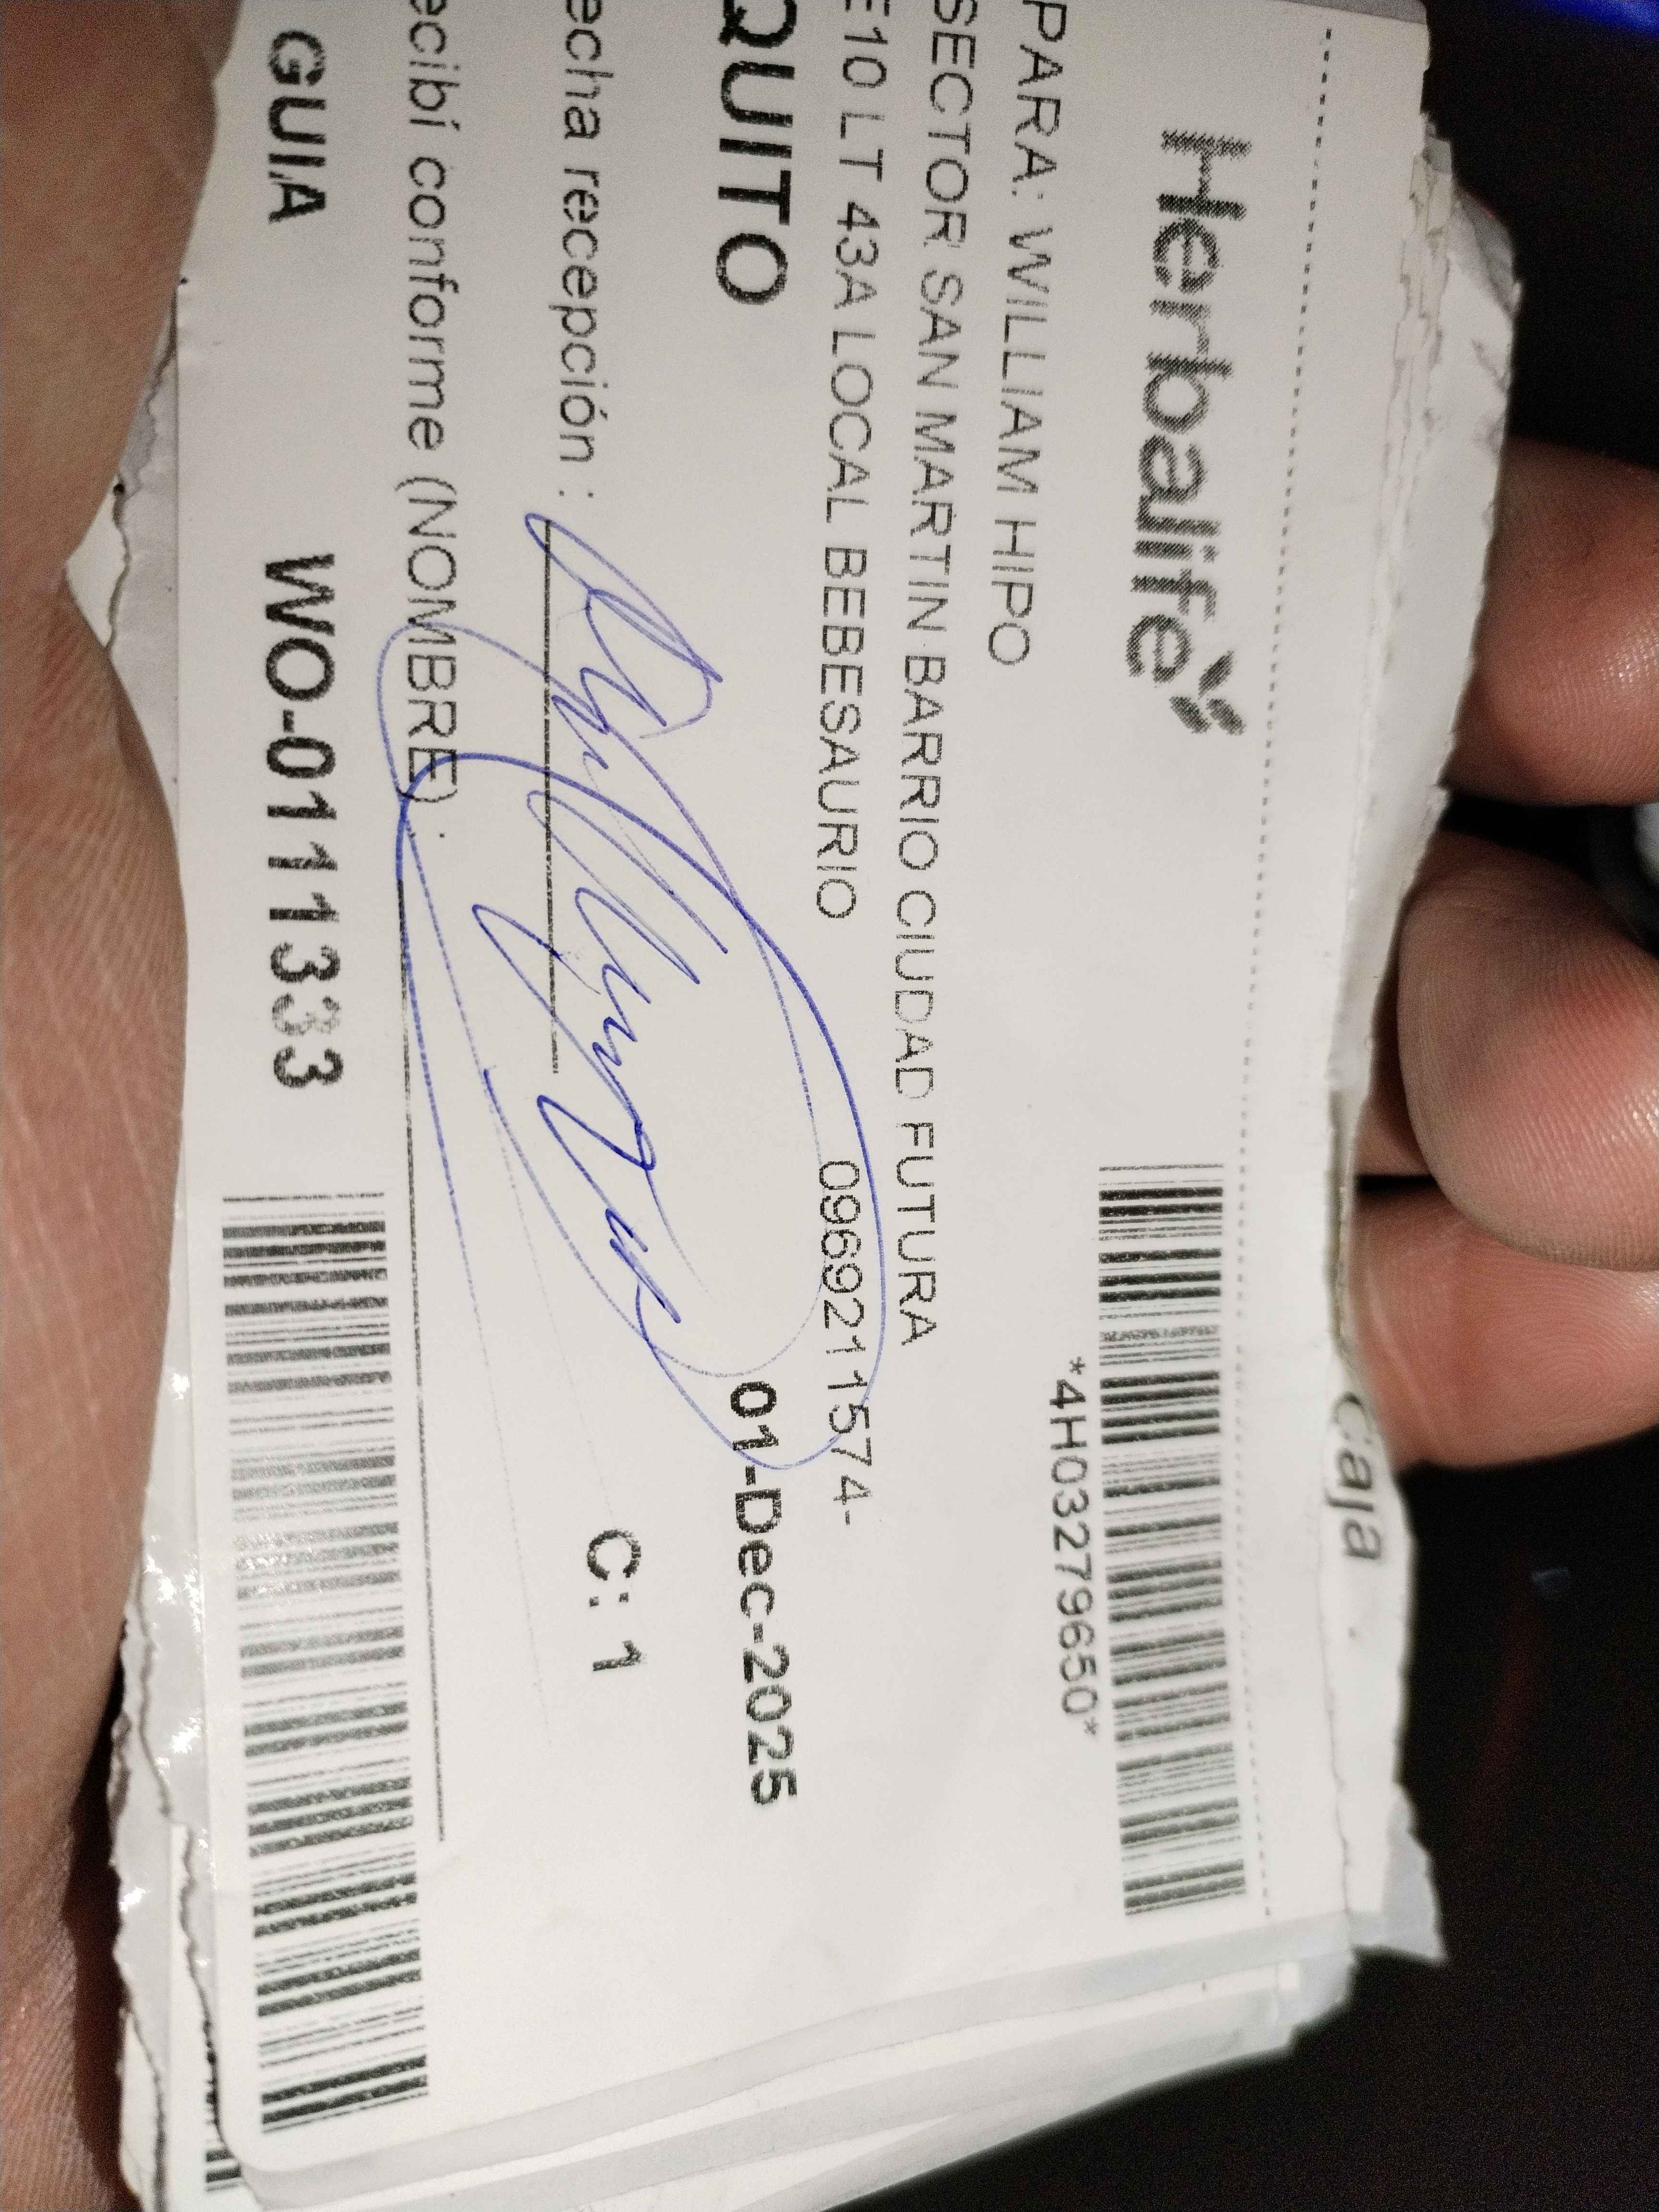 Caja
Herbalife
*4H03279650*
PARA: WILLIAM HIPO
SECTOR SAN MARTIN BARRIO CIUDAD FUTURA
E10 LT 43A LOCAL BEBESAURIO 0969211574-
QUITO 01-Dec-2025
echa recepción :
C: 1
ecibí conforme (NOMBRE) :
GUIA WO-0111333